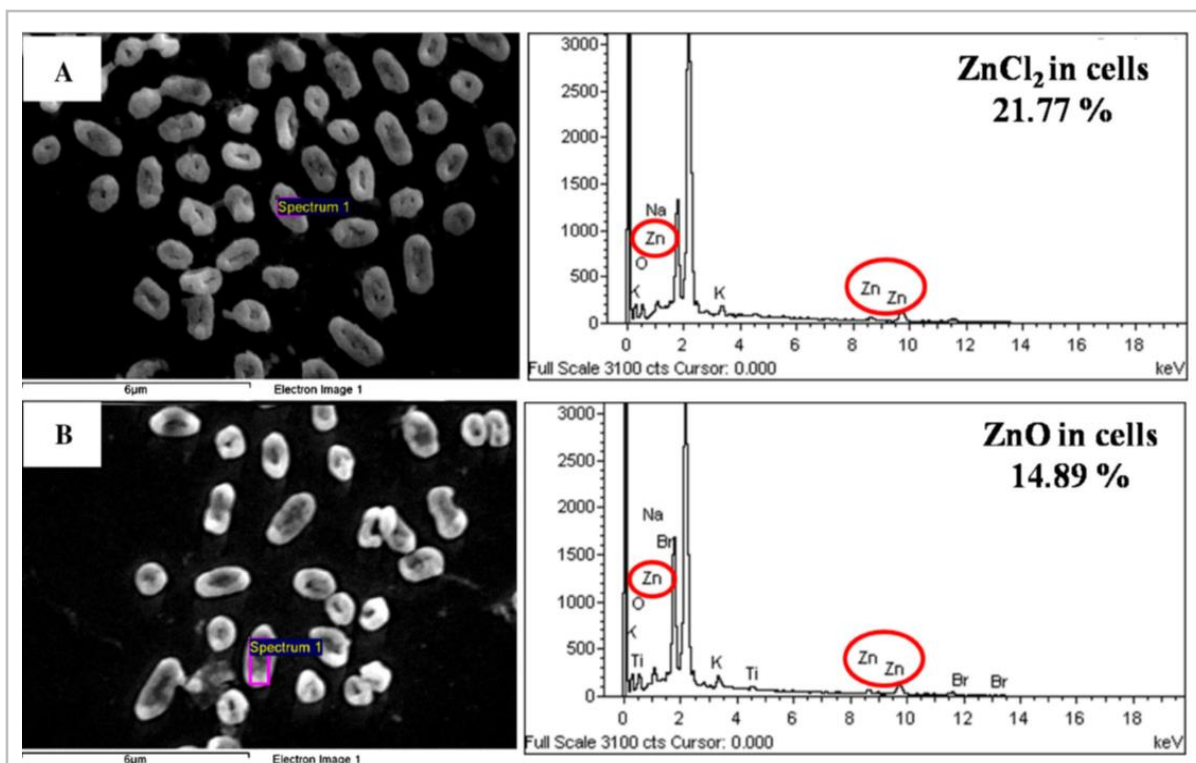 A
Spectrum 1
6µm
Electron Image 1
ZnCl₂ in cells
21.77 %
3000
2500
2000
1500
1000
500
0
Na
Zn
O
K
K
Zn
Zn
0 2 4 6 8 10 12 14 16 18
Full Scale 3100 cts Cursor: 0.000
keV
B
Spectrum 1
6µm
Electron Image 1
ZnO in cells
14.89 %
3000
2500
2000
1500
1000
500
0
Na
Br
Zn
O
K
Ti
K
Ti
Zn
Zn
Br
Br
0 2 4 6 8 10 12 14 16 18
Full Scale 3100 cts Cursor: 0.000
keV